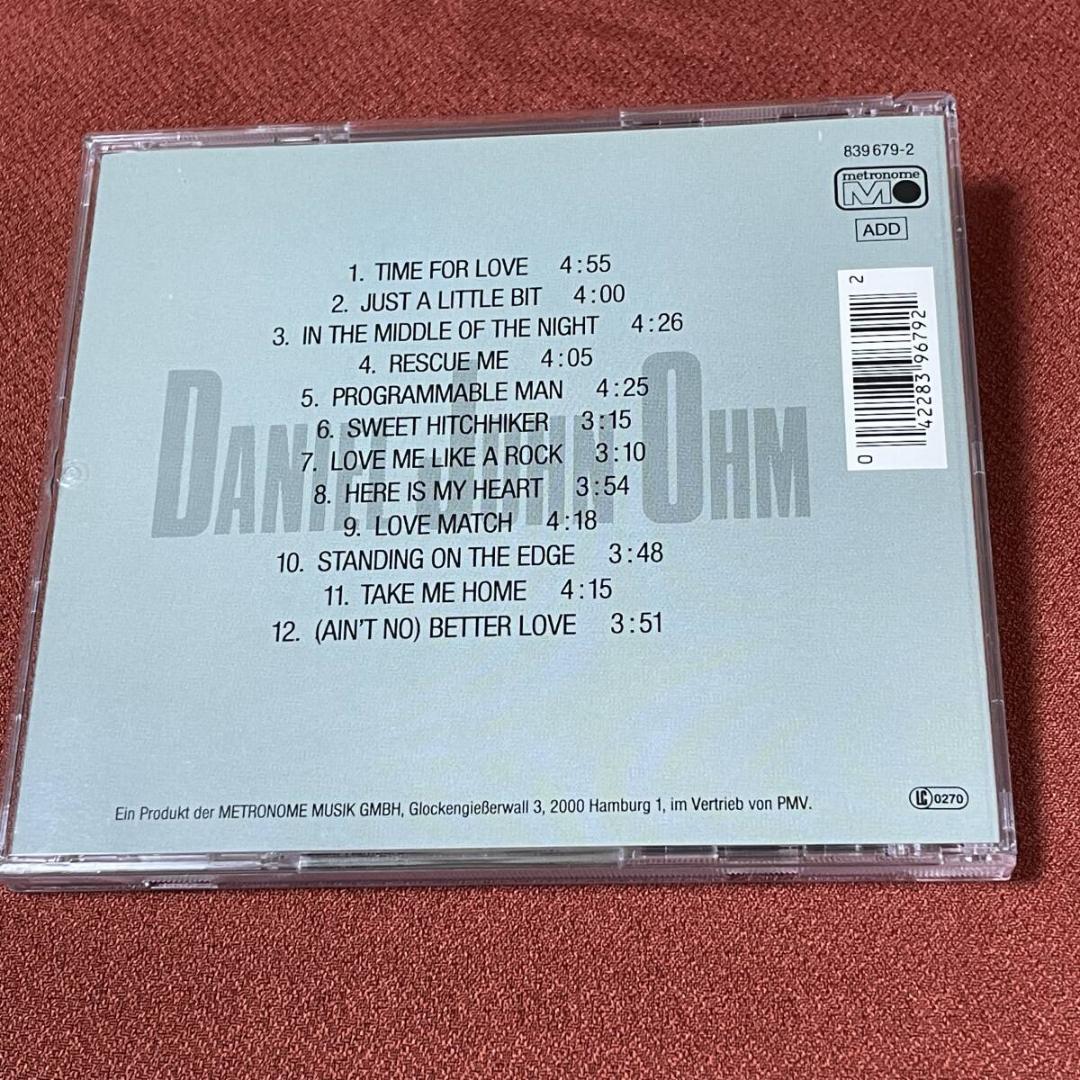 839 679-2
metronome
M
ADD
1. TIME FOR LOVE 4:55
2. JUST A LITTLE BIT 4:00
3. IN THE MIDDLE OF THE NIGHT 4:26
4. RESCUE ME 4:05
5. PROGRAMMABLE MAN 4:25
6. SWEET HITCHHIKER 3:15
7. LOVE ME LIKE A ROCK 3:10
8. HERE IS MY HEART 3:54
9. LOVE MATCH 4:18
10. STANDING ON THE EDGE 3:48
11. TAKE ME HOME 4:15
12. (AIN'T NO) BETTER LOVE 3:51
DANIEL JOHN OHM
0 42283 96792 2
Ein Produkt der METRONOME MUSIK GMBH, Glockengießerwall 3, 2000 Hamburg 1, im Vertrieb von PMV.
LC 0270